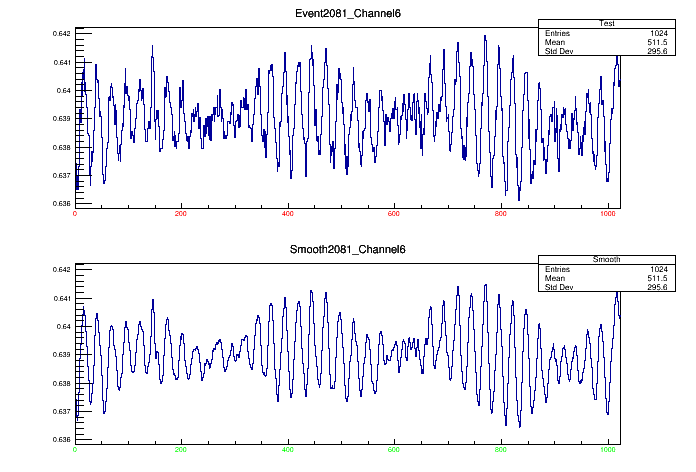 Event2081_Channel6
Test
Entries 1024
Mean 511.5
Std Dev 295.6
0.642
0.641
0.64
0.639
0.638
0.637
0.636
0 200 400 600 800 1000
Smooth2081_Channel6
Smooth
Entries 1024
Mean 511.5
Std Dev 295.6
0.642
0.641
0.64
0.639
0.638
0.637
0.636
0 200 400 600 800 1000